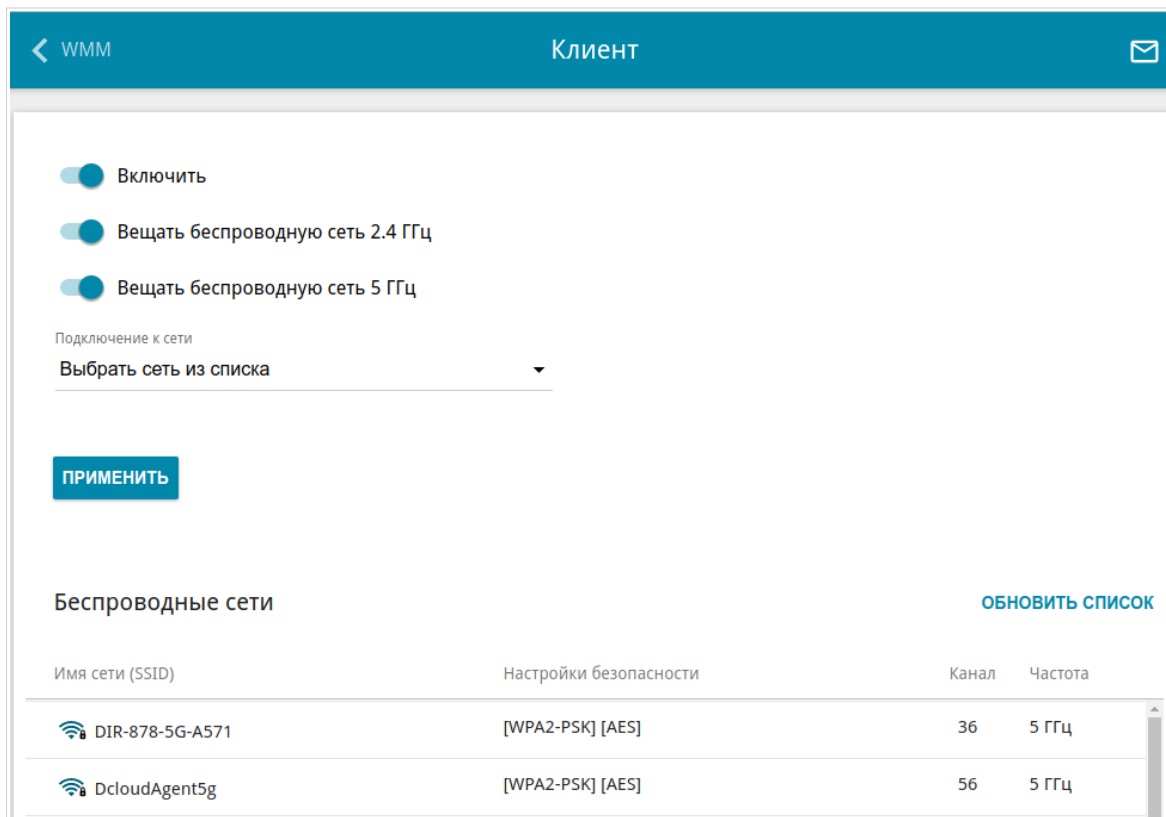 WMM Клиент
Включить
Вещать беспроводную сеть 2.4 ГГц
Вещать беспроводную сеть 5 ГГц
Подключение к сети
Выбрать сеть из списка
ПРИМЕНИТЬ
Беспроводные сети ОБНОВИТЬ СПИСОК
Имя сети (SSID) Настройки безопасности Канал Частота
DIR-878-5G-A571 [WPA2-PSK] [AES] 36 5 ГГц
DcloudAgent5g [WPA2-PSK] [AES] 56 5 ГГц